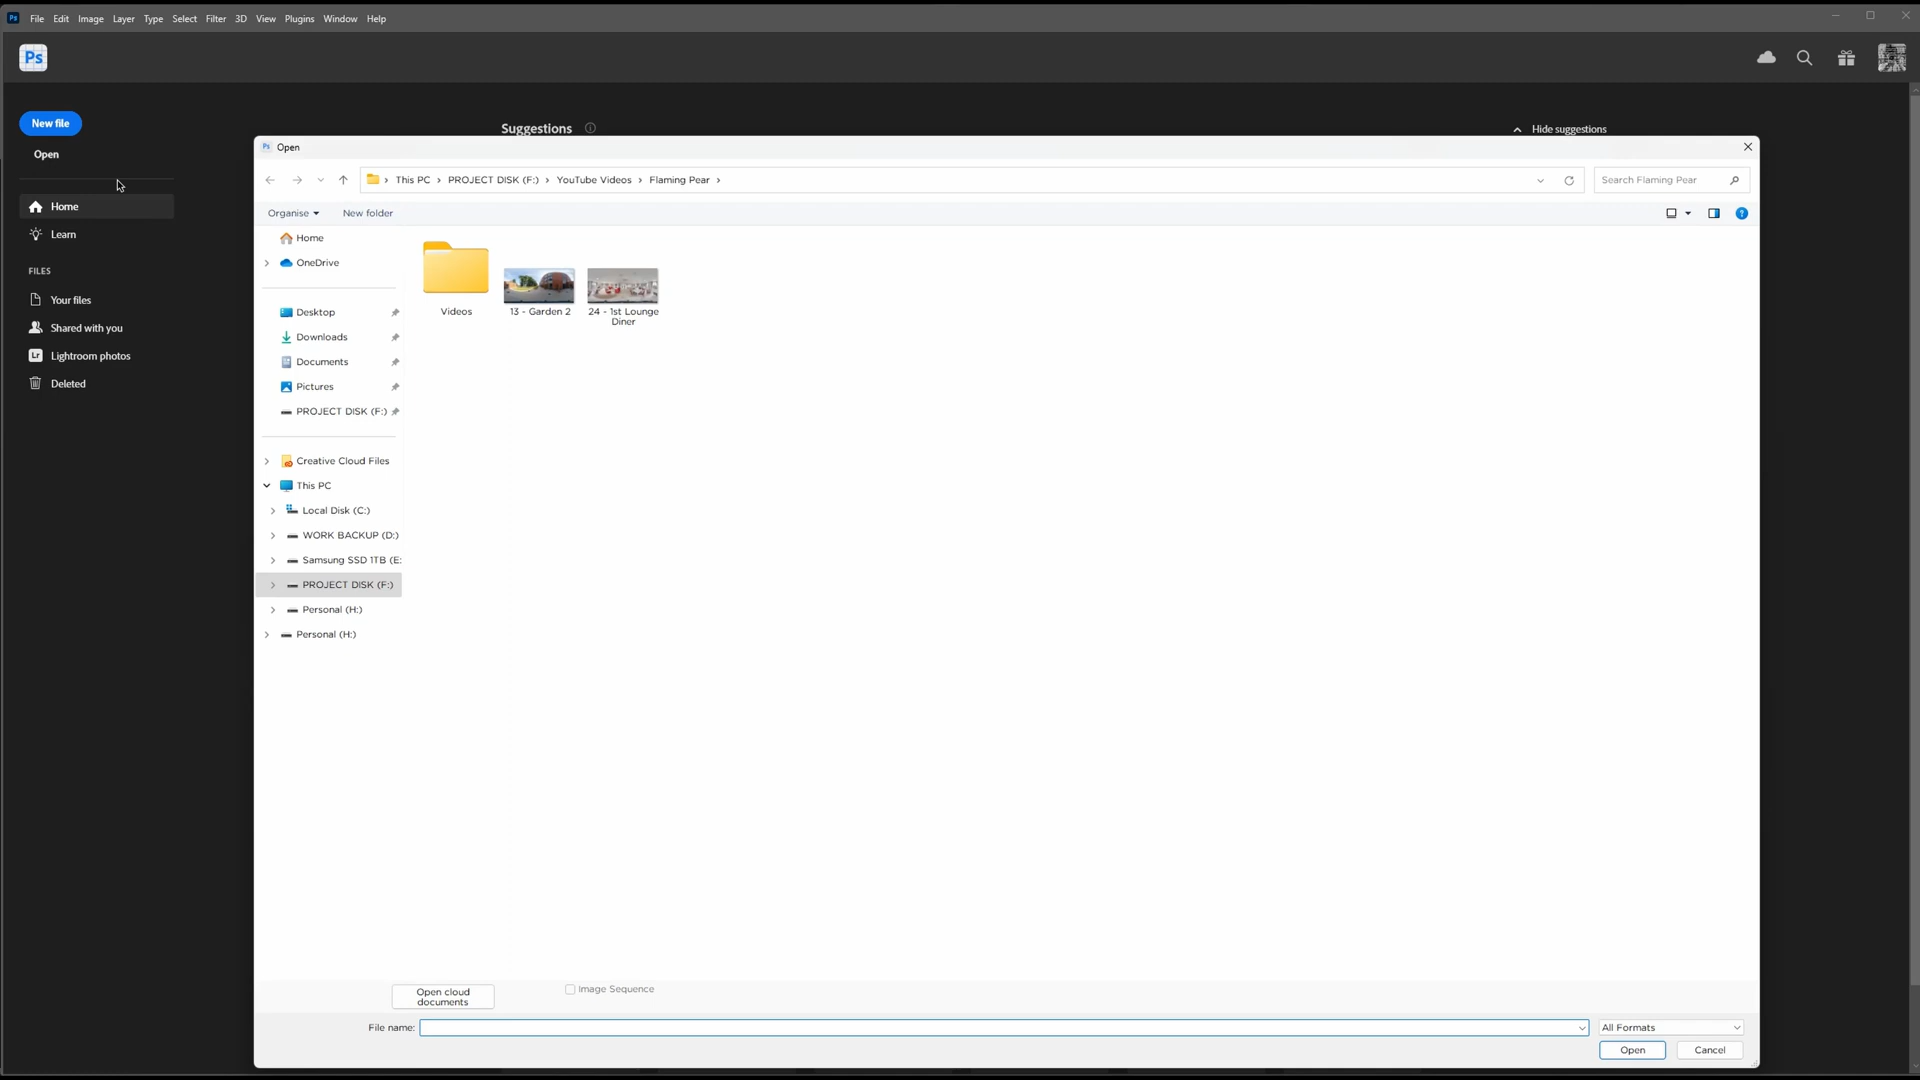 Ps File Edit Image Layer Type Select Filter 3D View Plugins Window Help
Ps
New file
Suggestions
Hide suggestions
Open
Home
Learn
FILES
Your files
Shared with you
Lr Lightroom photos
Deleted
Ps Open
This PC › PROJECT DISK (F:) › YouTube Videos › Flaming Pear ›
Search Flaming Pear
Organise
New folder
Home
OneDrive
Desktop
Downloads
Documents
Pictures
PROJECT DISK (F:)
Creative Cloud Files
This PC
Local Disk (C:)
WORK BACKUP (D:)
Samsung SSD 1TB (E:
PROJECT DISK (F:)
Personal (H:)
Personal (H:)
Videos
13 - Garden 2
24 - 1st Lounge
Diner
Open cloud
documents
Image Sequence
File name:
All Formats
Open
Cancel